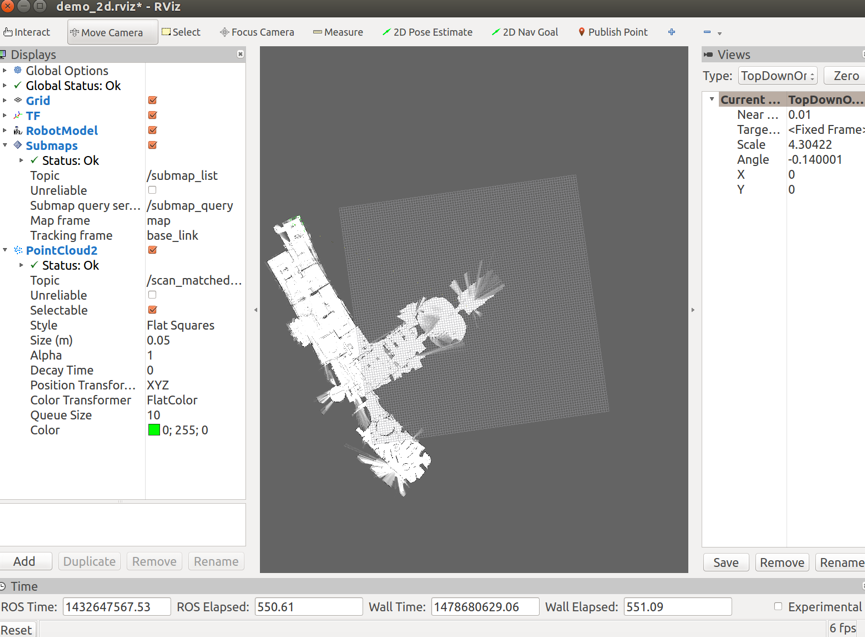 demo_2d.rviz* - RViz
Interact Move Camera Select Focus Camera Measure 2D Pose Estimate 2D Nav Goal Publish Point
Displays
Global Options
Global Status: Ok
Grid
TF
RobotModel
Submaps
Status: Ok
Topic /submap_list
Unreliable
Submap query ser... /submap_query
Map frame map
Tracking frame base_link
PointCloud2
Status: Ok
Topic /scan_matched...
Unreliable
Selectable
Style Flat Squares
Size (m) 0.05
Alpha 1
Decay Time 0
Position Transfor... XYZ
Color Transformer FlatColor
Queue Size 10
Color 0; 255; 0
Add Duplicate Remove Rename
Views
Type: TopDownOr Zero
Current ... TopDownO...
Near ... 0.01
Targe... <Fixed Frame>
Scale 4.30422
Angle -0.140001
X 0
Y 0
Save Remove Rename
Time
ROS Time: 1432647567.53 ROS Elapsed: 550.61 Wall Time: 1478680629.06 Wall Elapsed: 551.09 Experimental
Reset 6 fps